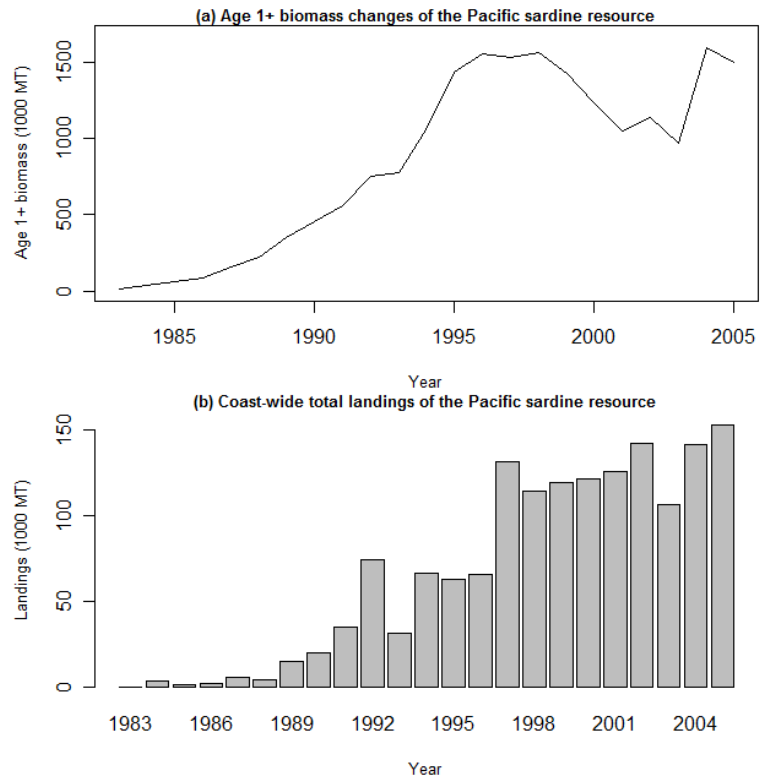 (a) Age 1+ biomass changes of the Pacific sardine resource
Age 1+ biomass (1000 MT)
1500
1000
500
0
1985 1990 1995 2000 2005
Year
(b) Coast-wide total landings of the Pacific sardine resource
Landings (1000 MT)
150
100
50
0
1983 1986 1989 1992 1995 1998 2001 2004
Year